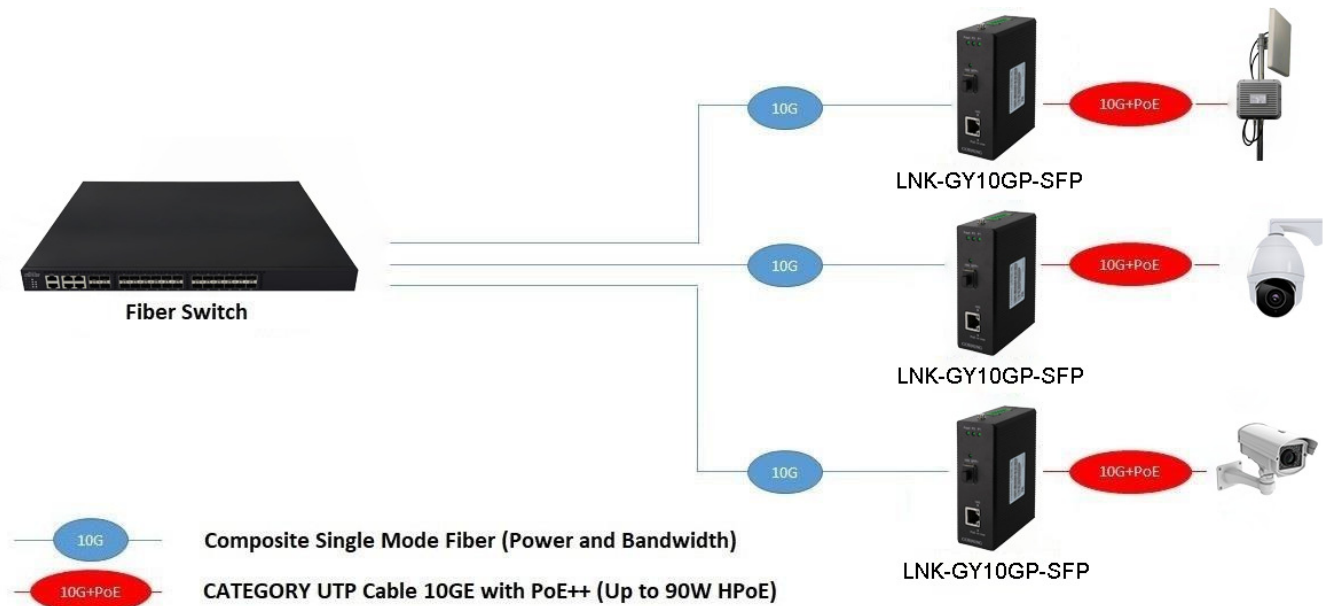 10G
10G+PoE
LNK-GY10GP-SFP
10G
10G+PoE
Fiber Switch
LNK-GY10GP-SFP
10G
10G+PoE
LNK-GY10GP-SFP
10G
Composite Single Mode Fiber (Power and Bandwidth)
10G+PoE
CATEGORY UTP Cable 10GE with PoE++ (Up to 90W HPoE)